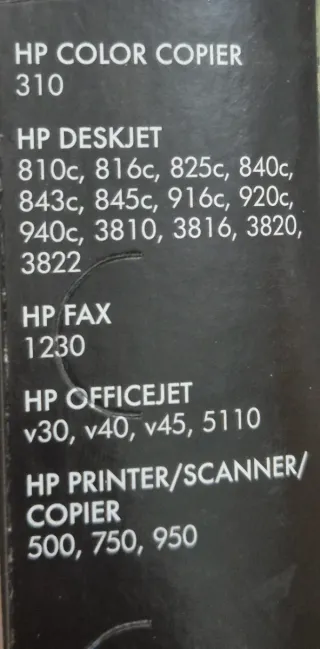 HP COLOR COPIER
310
HP DESKJET
810c, 816c, 825c, 840c,
843c, 845c, 916c, 920c,
940c, 3810, 3816, 3820,
3822
HP FAX
1230
HP OFFICEJET
v30, v40, v45, 5110
HP PRINTER/SCANNER/
COPIER
500, 750, 950